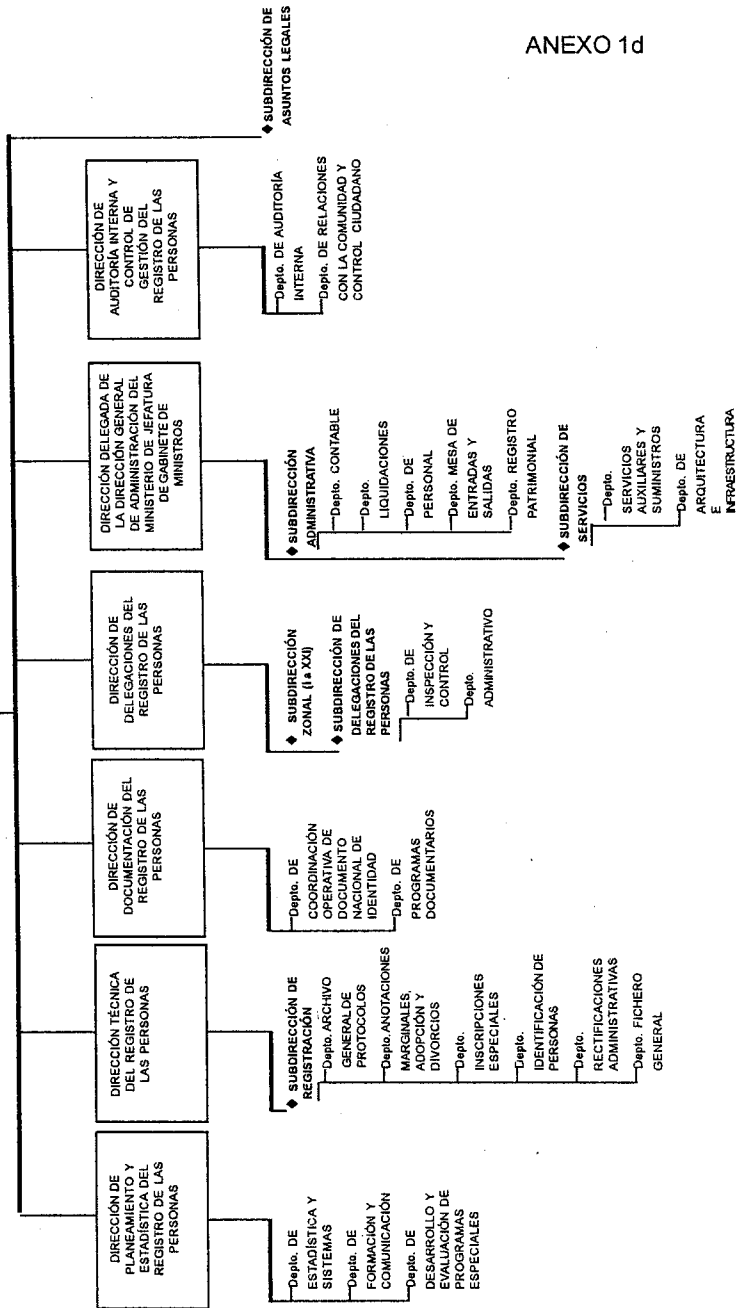 ANEXO 1d
DIRECCIÓN DE
PLANEAMIENTO Y
ESTADÍSTICA DEL
REGISTRO DE LAS
PERSONAS
Depto. DE
ESTADÍSTICA Y
SISTEMAS
Depto. DE
FORMACIÓN Y
COMUNICACIÓN
Depto. DE
DESARROLLO Y
EVALUACIÓN DE
PROGRAMAS
ESPECIALES
DIRECCIÓN TÉCNICA
DEL REGISTRO DE
LAS PERSONAS
◆ SUBDIRECCIÓN DE
REGISTRACIÓN
Depto. ARCHIVO
GENERAL DE
PROTOCOLOS
Depto. ANOTACIONES
MARGINALES,
ADOPCIÓN Y
DIVORCIOS
Depto.
INSCRIPCIONES
ESPECIALES
Depto.
IDENTIFICACIÓN DE
PERSONAS
Depto.
RECTIFICACIONES
ADMINISTRATIVAS
Depto. FICHERO
GENERAL
DIRECCIÓN DE
DOCUMENTACIÓN DEL
REGISTRO DE LAS
PERSONAS
Depto. DE
COORDINACIÓN
OPERATIVA DE
DOCUMENTO
NACIONAL DE
IDENTIDAD
Depto. DE
PROGRAMAS
DOCUMENTARIOS
DIRECCIÓN DE
DELEGACIONES DEL
REGISTRO DE LAS
PERSONAS
◆ SUBDIRECCIÓN
ZONAL (I a XXI)
◆ SUBDIRECCIÓN DE
DELEGACIONES DEL
REGISTRO DE LAS
PERSONAS
Depto. DE
INSPECCIÓN Y
CONTROL
Depto.
ADMINISTRATIVO
DIRECCIÓN DELEGADA DE
LA DIRECCIÓN GENERAL
DE ADMINISTRACIÓN DEL
MINISTERIO DE JEFATURA
DE GABINETE DE
MINISTROS
◆ SUBDIRECCIÓN
ADMINISTRATIVA
Depto. CONTABLE
Depto.
LIQUIDACIONES
Depto. DE
PERSONAL
Depto. MESA DE
ENTRADAS Y
SALIDAS
Depto. REGISTRO
PATRIMONIAL
◆ SUBDIRECCIÓN DE
SERVICIOS
Depto.
SERVICIOS
AUXILIARES Y
SUMINISTROS
Depto. DE
ARQUITECTURA
E
INFRAESTRUCTURA
DIRECCIÓN DE
AUDITORÍA INTERNA Y
CONTROL DE
GESTIÓN DEL
REGISTRO DE LAS
PERSONAS
Depto. DE AUDITORÍA
INTERNA
Depto. DE RELACIONES
CON LA COMUNIDAD Y
CONTROL CIUDADANO
◆ SUBDIRECCIÓN DE
ASUNTOS LEGALES